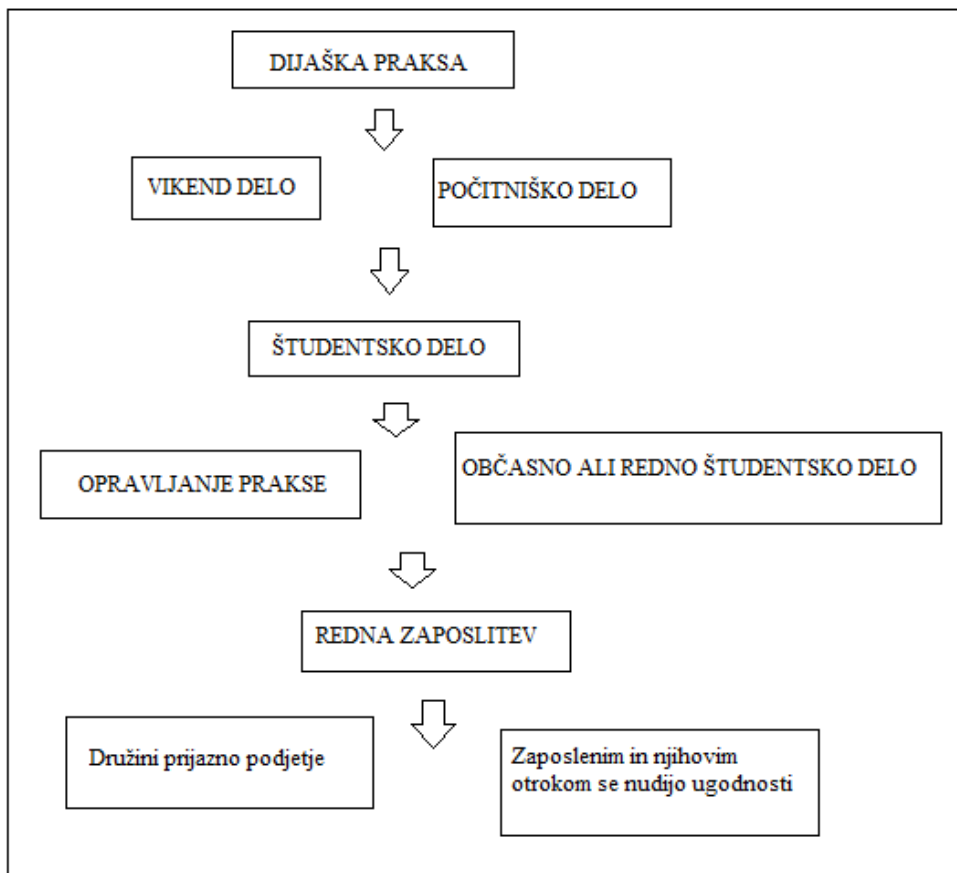 DIJAŠKA PRAKSA
VIKEND DELO
POČITNIŠKO DELO
ŠTUDENTSKO DELO
OPRAVLJANJE PRAKSE
OBČASNO ALI REDNO ŠTUDENTSKO DELO
REDNA ZAPOSLITEV
Družini prijazno podjetje
Zaposlenim in njihovim
otrokom se nudijo ugodnosti